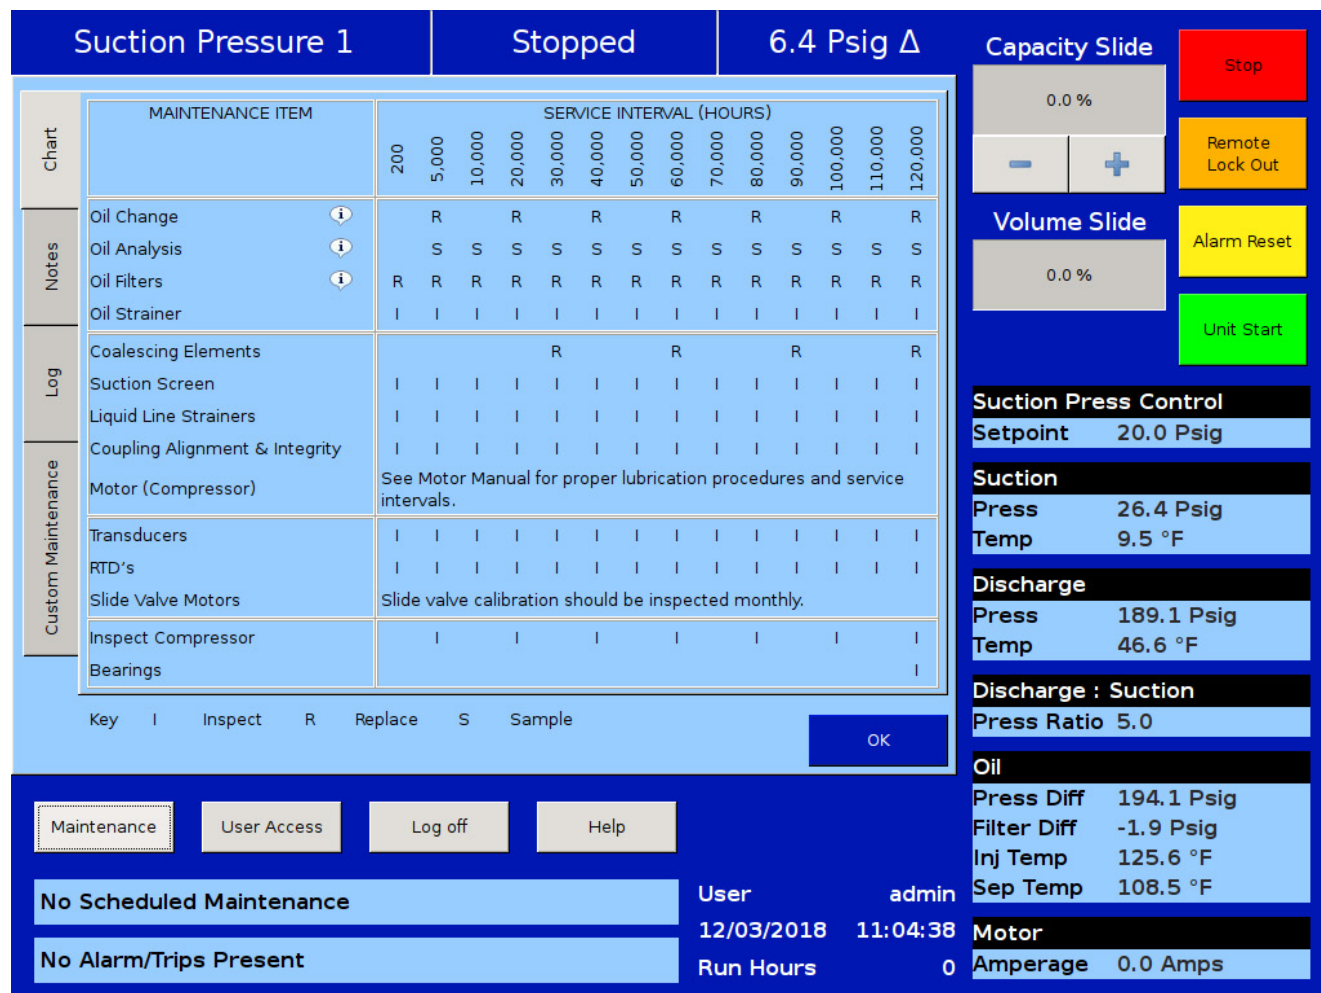 Suction Pressure 1 Stopped 6.4 Psig Δ
Chart
Notes
Log
Custom Maintenance
MAINTENANCE ITEM SERVICE INTERVAL (HOURS)
200 5,000 10,000 20,000 30,000 40,000 50,000 60,000 70,000 80,000 90,000 100,000 110,000 120,000
Oil Change i R R R R R R R
Oil Analysis i S S S S S S S S S S S S S
Oil Filters i R R R R R R R R R R R R R R
Oil Strainer I I I I I I I I I I I I I I
Coalescing Elements R R R R
Suction Screen I I I I I I I I I I I I I I
Liquid Line Strainers I I I I I I I I I I I I I I
Coupling Alignment & Integrity I I I I I I I I I I I I I I
Motor (Compressor) See Motor Manual for proper lubrication procedures and service
intervals.
Transducers I I I I I I I I I I I I I I
RTD's I I I I I I I I I I I I I I
Slide Valve Motors Slide valve calibration should be inspected monthly.
Inspect Compressor I I I I I I I
Bearings I
Key I Inspect R Replace S Sample
OK
Maintenance User Access Log off Help
No Scheduled Maintenance
No Alarm/Trips Present
User admin
12/03/2018 11:04:38
Run Hours 0
Capacity Slide
0.0 %
Volume Slide
0.0 %
Stop
Remote
Lock Out
Alarm Reset
Unit Start
Suction Press Control
Setpoint 20.0 Psig
Suction
Press 26.4 Psig
Temp 9.5 °F
Discharge
Press 189.1 Psig
Temp 46.6 °F
Discharge : Suction
Press Ratio 5.0
Oil
Press Diff 194.1 Psig
Filter Diff -1.9 Psig
Inj Temp 125.6 °F
Sep Temp 108.5 °F
Motor
Amperage 0.0 Amps